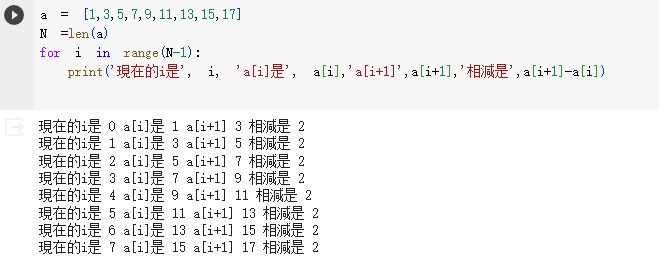 a = [1,3,5,7,9,11,13,15,17]
N =len(a)
for i in range(N-1):
    print('現在的i是', i, 'a[i]是', a[i],'a[i+1]',a[i+1],'相減是',a[i+1]-a[i])
現在的i是 0 a[i]是 1 a[i+1] 3 相減是 2
現在的i是 1 a[i]是 3 a[i+1] 5 相減是 2
現在的i是 2 a[i]是 5 a[i+1] 7 相減是 2
現在的i是 3 a[i]是 7 a[i+1] 9 相減是 2
現在的i是 4 a[i]是 9 a[i+1] 11 相減是 2
現在的i是 5 a[i]是 11 a[i+1] 13 相減是 2
現在的i是 6 a[i]是 13 a[i+1] 15 相減是 2
現在的i是 7 a[i]是 15 a[i+1] 17 相減是 2